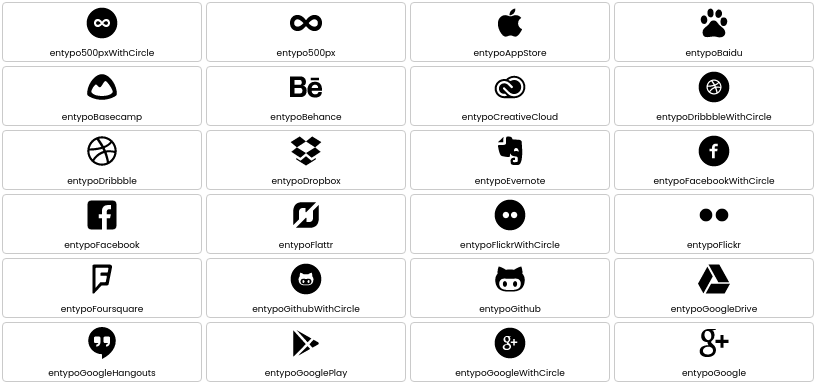 entypo500pxWithCircle
entypo500px
entypoAppStore
entypoBaidu
entypoBasecamp
Bē
entypoBehance
entypoCreativeCloud
entypoDribbbleWithCircle
entypoDribbble
entypoDropbox
entypoEvernote
f
entypoFacebookWithCircle
f
entypoFacebook
entypoFlattr
entypoFlickrWithCircle
entypoFlickr
entypoFoursquare
entypoGithubWithCircle
entypoGithub
entypoGoogleDrive
entypoGoogleHangouts
entypoGooglePlay
g+
entypoGoogleWithCircle
g+
entypoGoogle